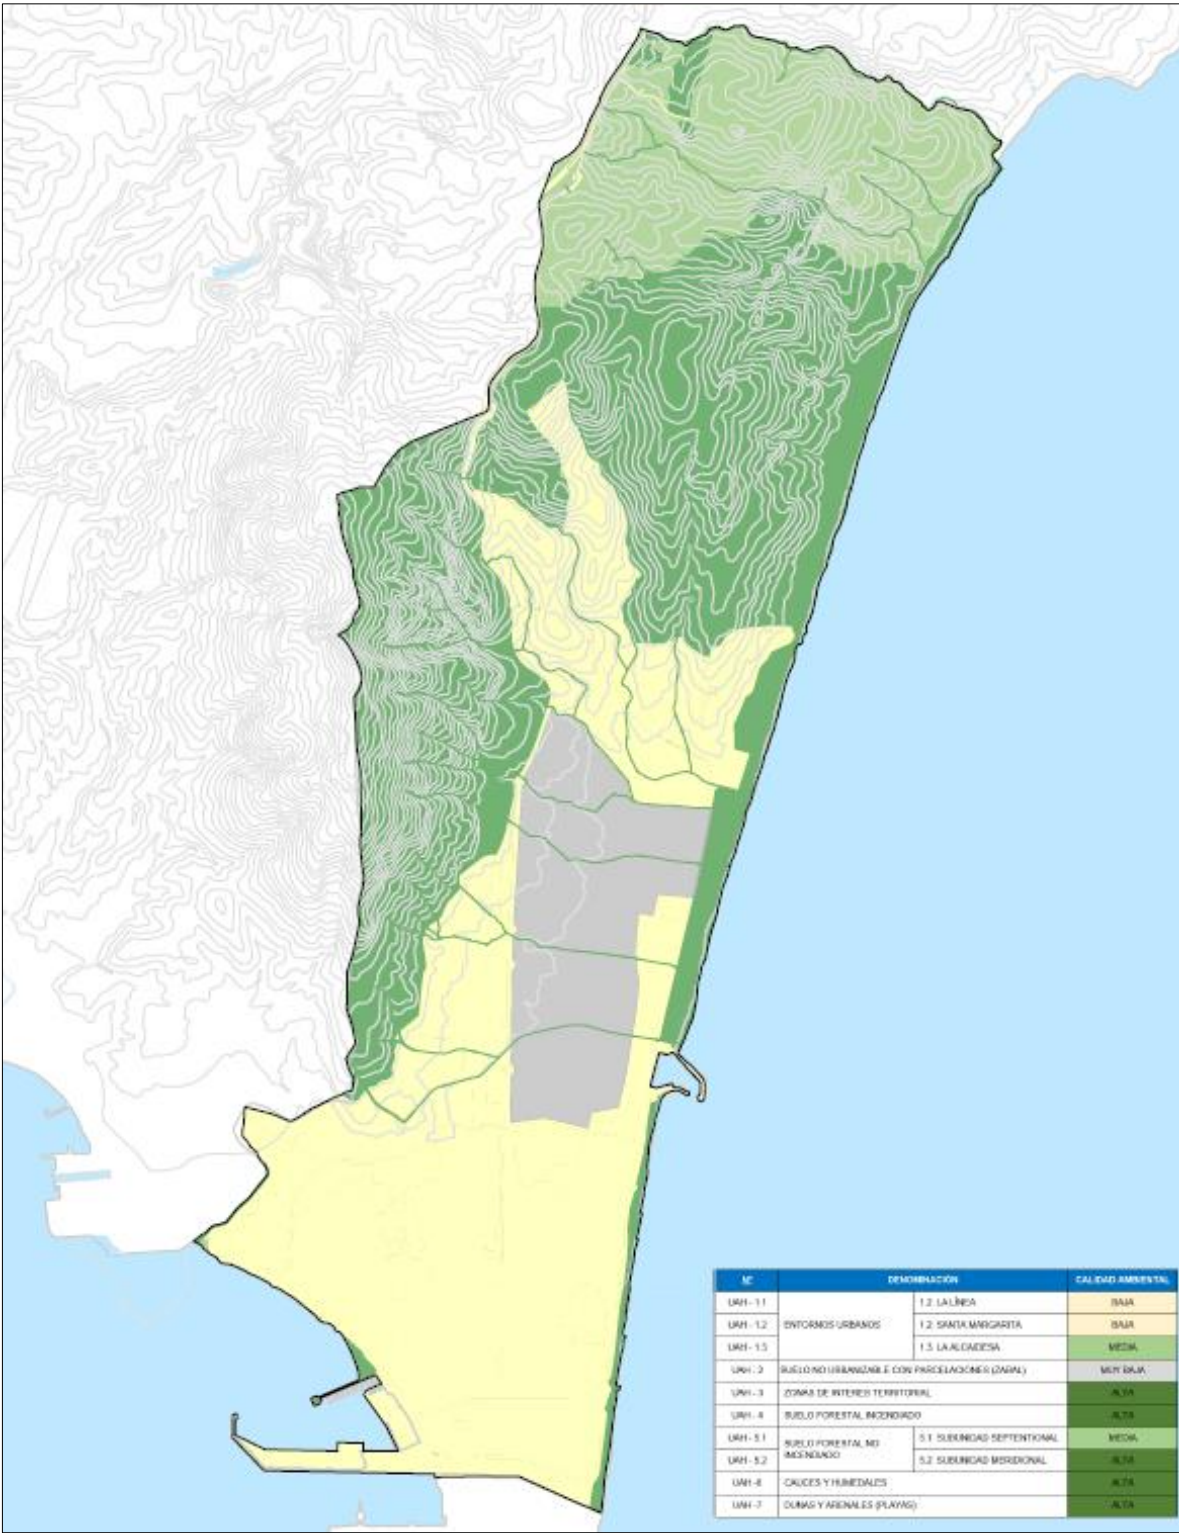 Nº DENOMINACIÓN CALIDAD AMBIENTAL
UAH - 1.1 ENTORNOS URBANOS 1.2. LA LÍNEA BAJA
UAH - 1.2 1.2. SANTA MARGARITA BAJA
UAH - 1.3 1.3. LA ALCAIDESA MEDIA
UAH - 2 SUELO NO URBANIZABLE CON PARCELACIONES (ZABAL) MUY BAJA
UAH - 3 ZONAS DE INTERES TERRITORIAL ALTA
UAH - 4 SUELO FORESTAL INCENDIADO ALTA
UAH - 5.1 SUELO FORESTAL NO INCENDIADO 5.1. SUBUNIDAD SEPTENTIONAL MEDIA
UAH - 5.2 5.2. SUBUNIDAD MERIDIONAL ALTA
UAH - 6 CAUCES Y HUMEDALES ALTA
UAH - 7 DUNAS Y ARENALES (PLAYAS) ALTA